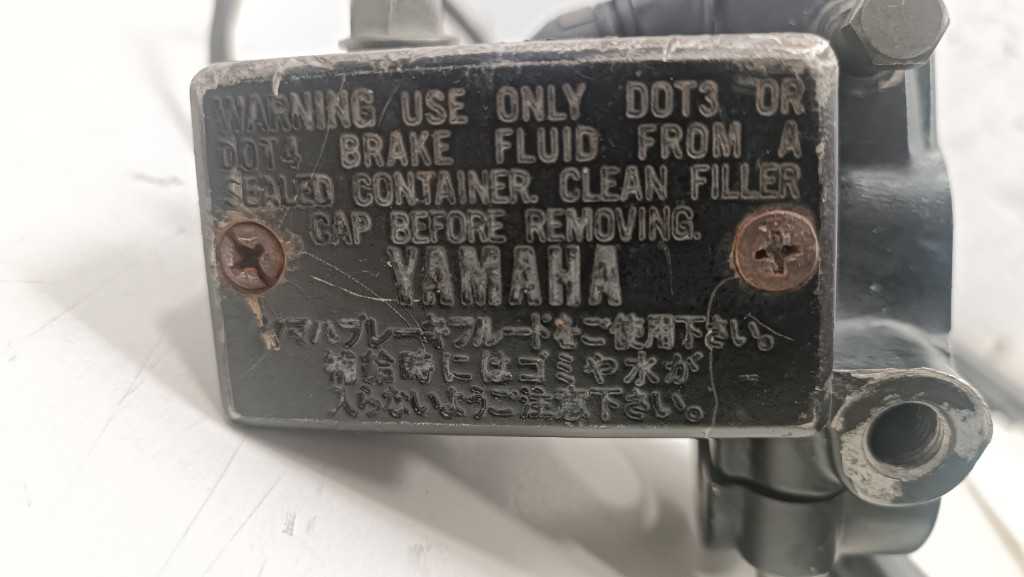 WARNING USE ONLY DOT3 OR
DOT4 BRAKE FLUID FROM A
SEALED CONTAINER. CLEAN FILLER
CAP BEFORE REMOVING.
YAMAHA
ヤマハブレーキフルードをご使用下さい。
補給時にはゴミや水が
入らないようご注意下さい。